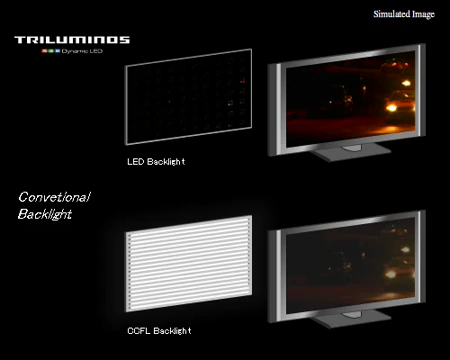 Simulated Image
TRILUMINOS
Dynamic LED
LED Backlight
Convetional
Backlight
CCFL Backlight